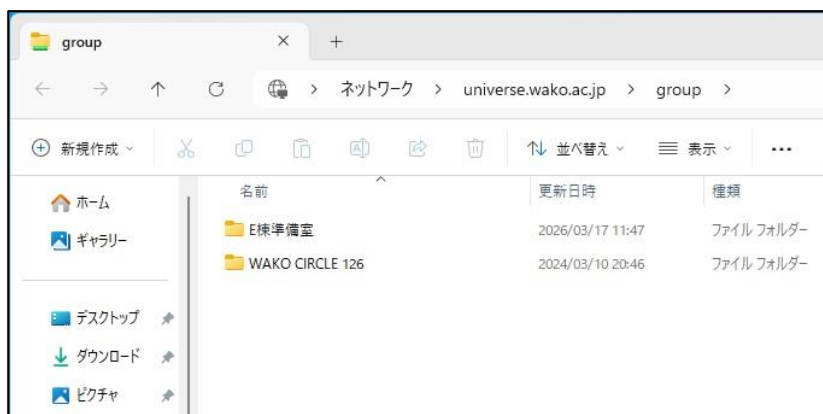 group
ネットワーク > universe.wako.ac.jp > group >
新規作成 並べ替え 表示 ...
名前 更新日時 種類
ホーム
ギャラリー
E棟準備室 2026/03/17 11:47 ファイル フォルダー
WAKO CIRCLE 126 2024/03/10 20:46 ファイル フォルダー
デスクトップ
ダウンロード
ピクチャ